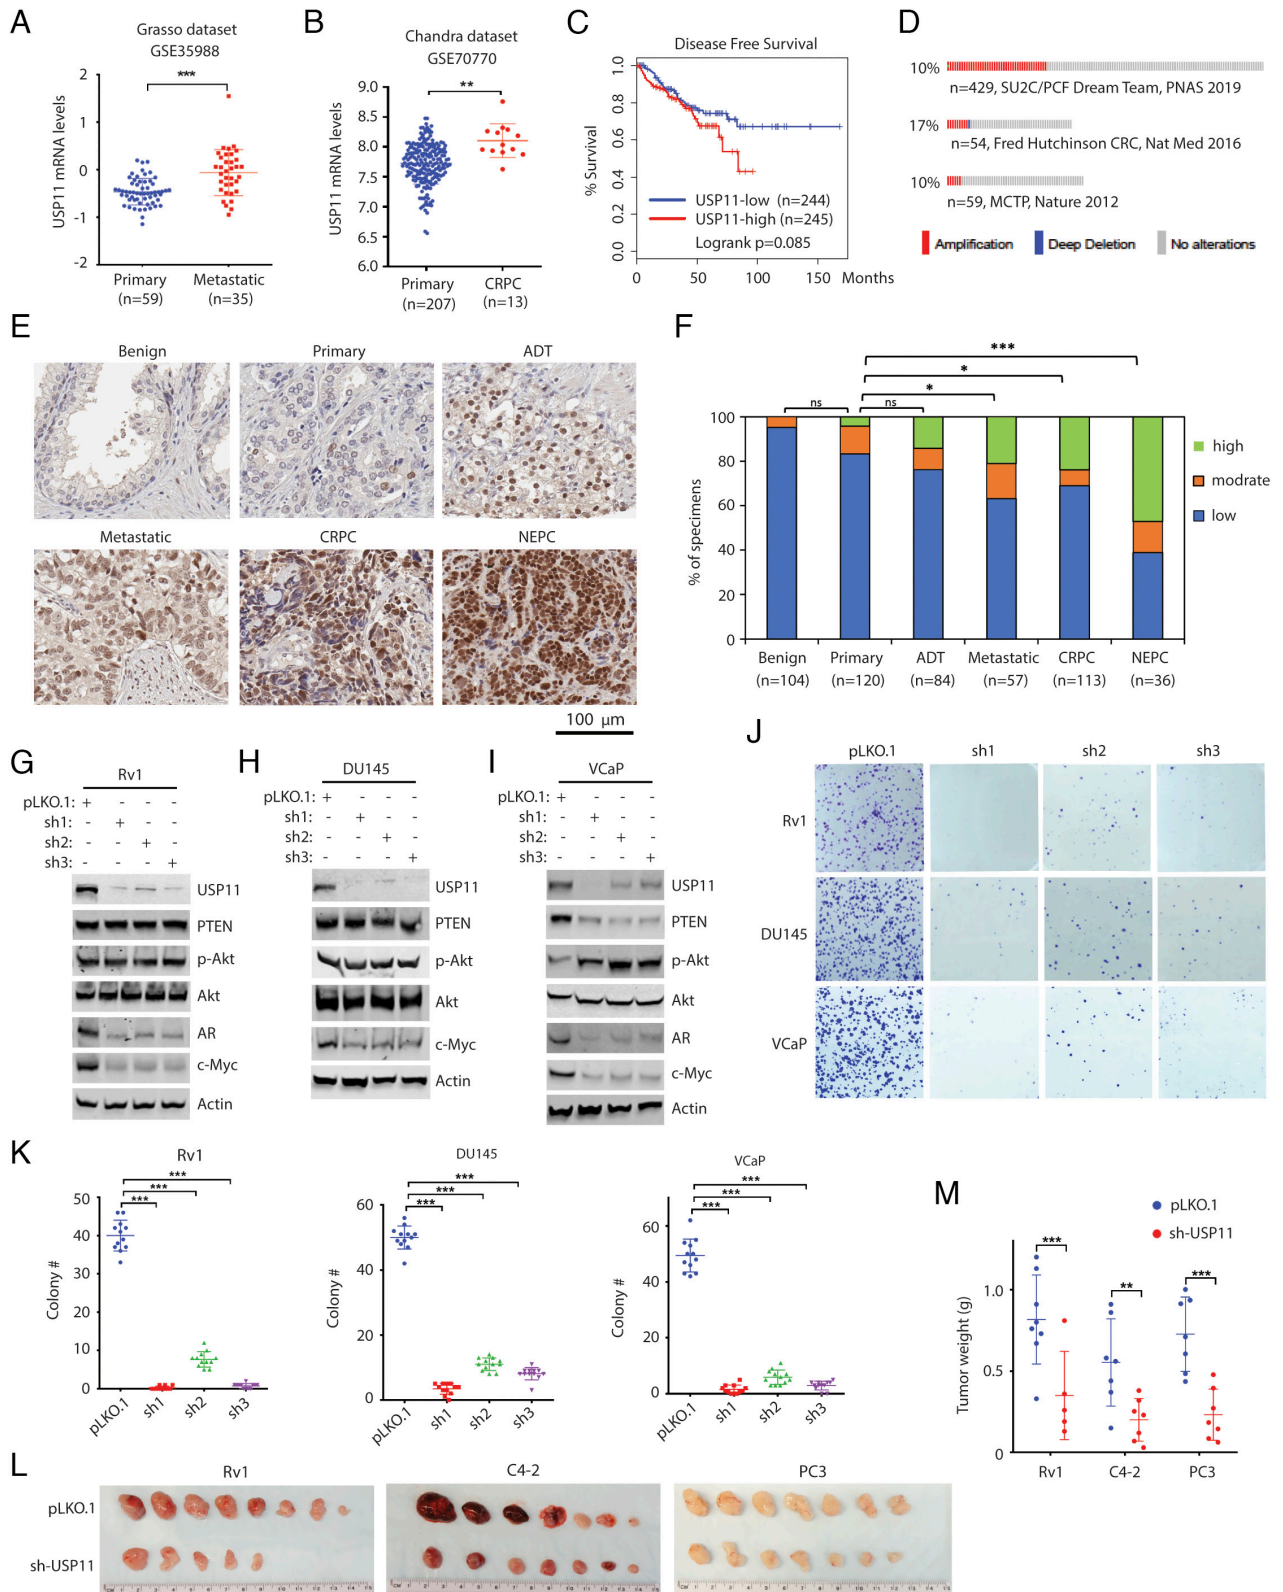 A
Grasso dataset
GSE35988
***
USP11 mRNA levels
2
1
0
-1
-2
Primary
(n=59)
Metastatic
(n=35)
B
Chandra dataset
GSE70770
**
USP11 mRNA levels
9.0
8.5
8.0
7.5
7.0
6.5
6.0
Primary
(n=207)
CRPC
(n=13)
C
Disease Free Survival
% Survival
1.0
0.8
0.6
0.4
0.2
0.0
USP11-low (n=244)
USP11-high (n=245)
Logrank p=0.085
0 50 100 150 Months
D
10%
n=429, SU2C/PCF Dream Team, PNAS 2019
17%
n=54, Fred Hutchinson CRC, Nat Med 2016
10%
n=59, MCTP, Nature 2012
Amplification Deep Deletion No alterations
E
Benign Primary ADT
Metastatic CRPC NEPC
100 µm
F
***
*
*
ns ns
% of specimens
100
80
60
40
20
0
high
modrate
low
Benign Primary ADT Metastatic CRPC NEPC
(n=104) (n=120) (n=84) (n=57) (n=113) (n=36)
G
Rv1
pLKO.1: + - - -
sh1: - + - -
sh2: - - + -
sh3: - - - +
USP11
PTEN
p-Akt
Akt
AR
c-Myc
Actin
H
DU145
pLKO.1: + - - -
sh1: - + - -
sh2: - - + -
sh3: - - - +
USP11
PTEN
p-Akt
Akt
c-Myc
Actin
I
VCaP
pLKO.1: + - - -
sh1: - + - -
sh2: - - + -
sh3: - - - +
USP11
PTEN
p-Akt
Akt
AR
c-Myc
Actin
J
pLKO.1 sh1 sh2 sh3
Rv1
DU145
VCaP
K
Rv1
***
***
***
Colony #
50
40
30
20
10
0
pLKO.1 sh1 sh2 sh3
DU145
***
***
***
Colony #
60
40
20
0
pLKO.1 sh1 sh2 sh3
VCaP
***
***
***
Colony #
60
40
20
0
pLKO.1 sh1 sh2 sh3
L
Rv1 C4-2 PC3
pLKO.1
sh-USP11
M
pLKO.1
sh-USP11
*** ** ***
Tumor weight (g)
1.0
0.5
0
Rv1 C4-2 PC3